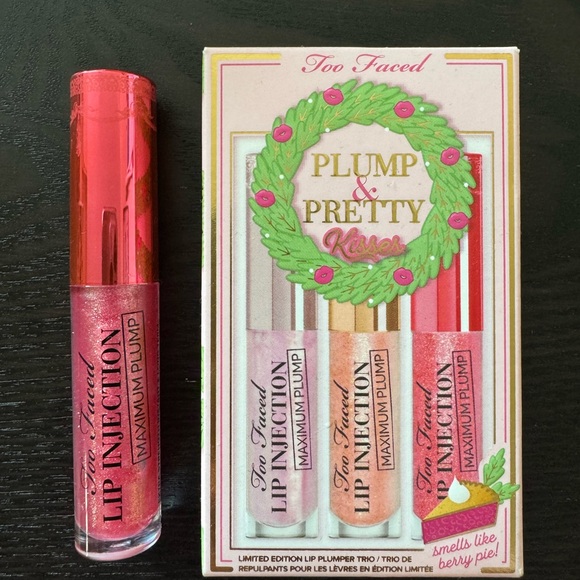 Too Faced
LIP INJECTION
MAXIMUM PLUMP
Too Faced
PLUMP
&
PRETTY
Kisses
Too Faced
LIP INJECTION
MAXIMUM PLUMP
Too Faced
LIP INJECTION
MAXIMUM PLUMP
Too Faced
LIP INJECTION
MAXIMUM PLUMP
smells like
berry pie!
LIMITED EDITION LIP PLUMPER TRIO / TRIO DE
REPULPANTS POUR LES LÈVRES EN ÉDITION LIMITÉE